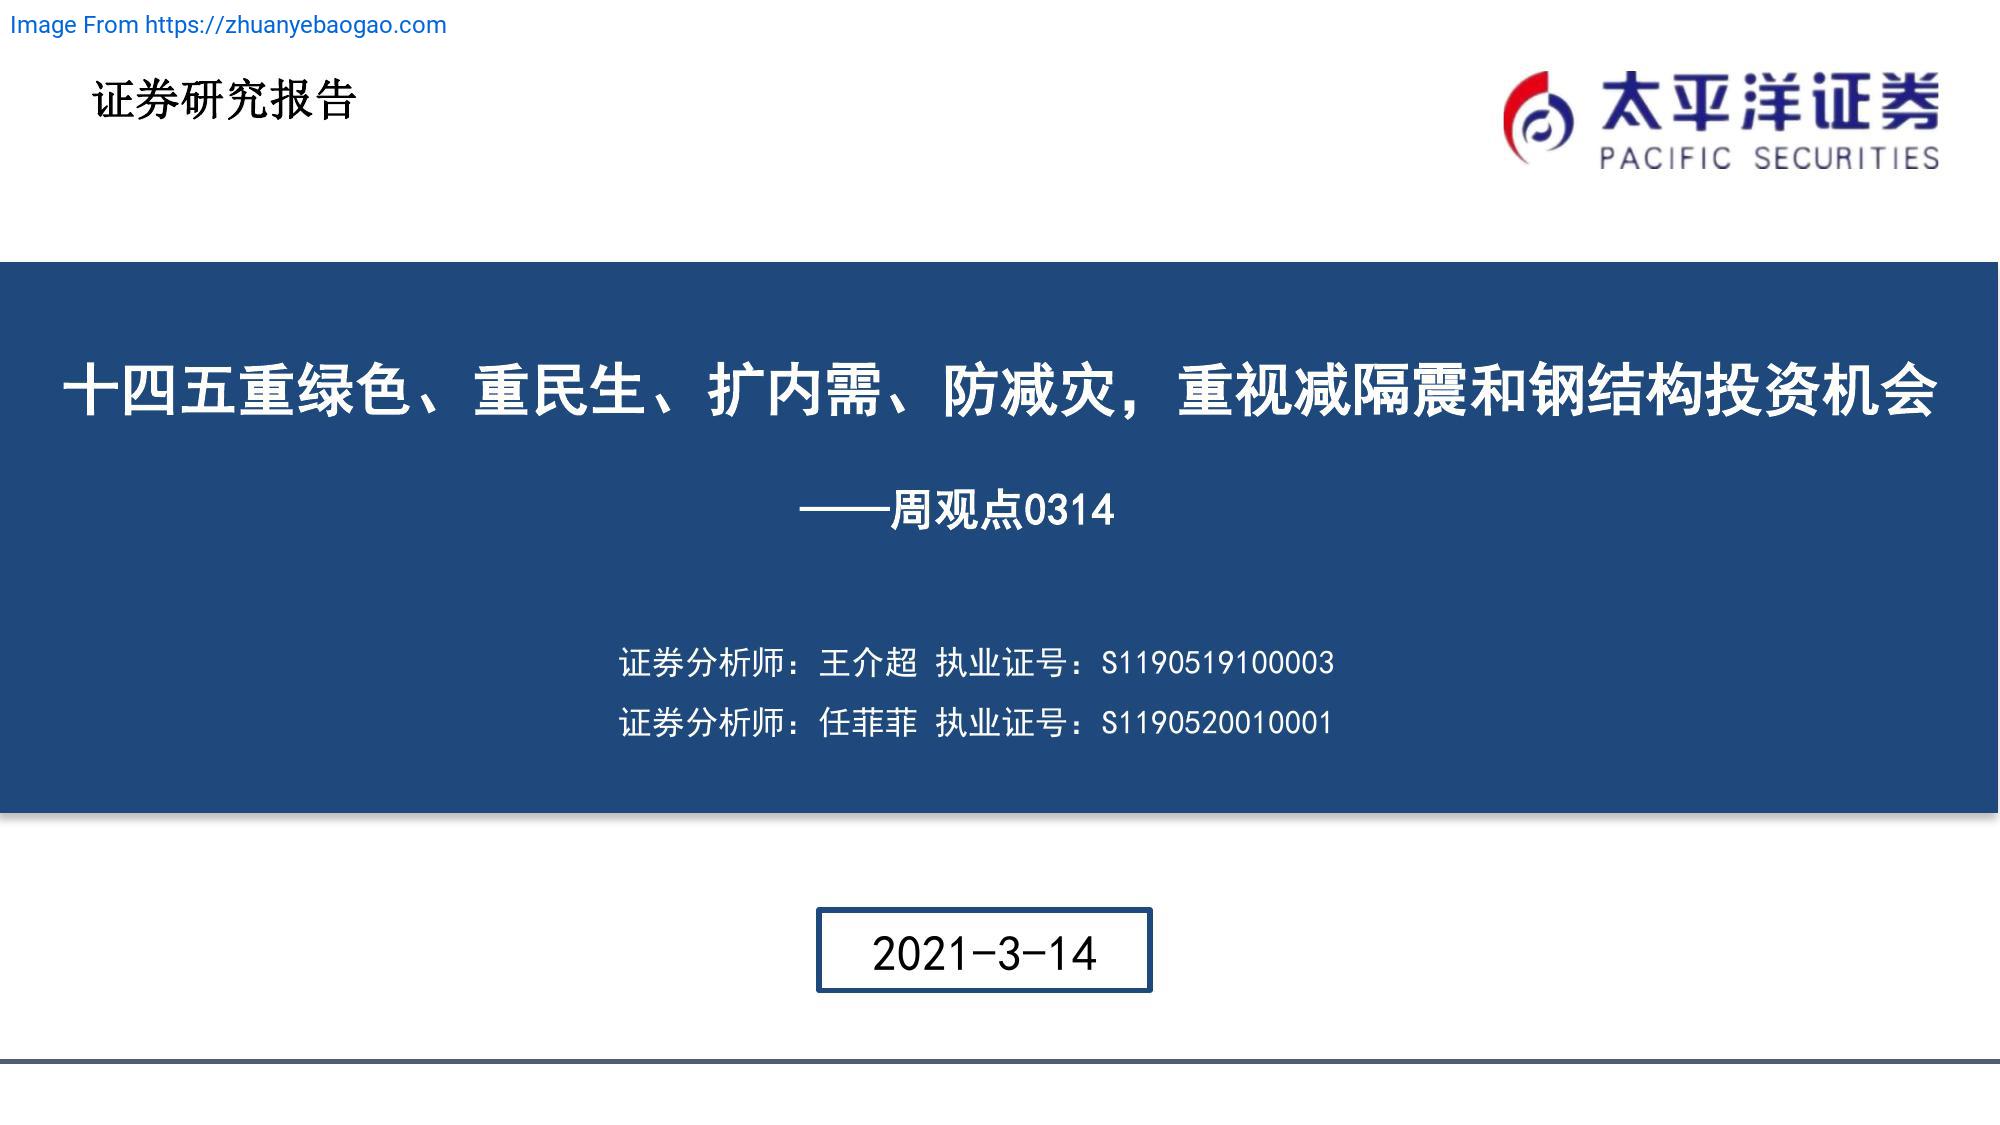 Image From https://zhuanyebaogao.com
证券研究报告
太平洋证券
PACIFIC SECURITIES
十四五重绿色、重民生、扩内需、防减灾，重视减隔震和钢结构投资机会
——周观点0314
证券分析师：王介超 执业证号：S1190519100003
证券分析师：任菲菲 执业证号：S1190520010001
2021-3-14